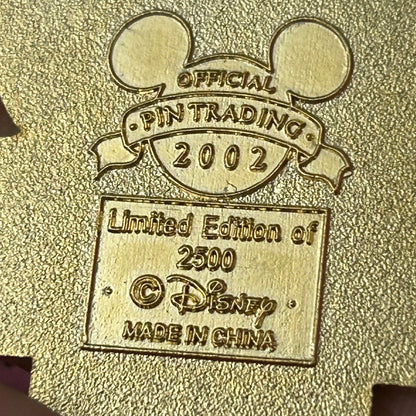 OFFICIAL
· PIN TRADING ·
2002
Limited Edition of
2500
· © Disney ·
MADE IN CHINA